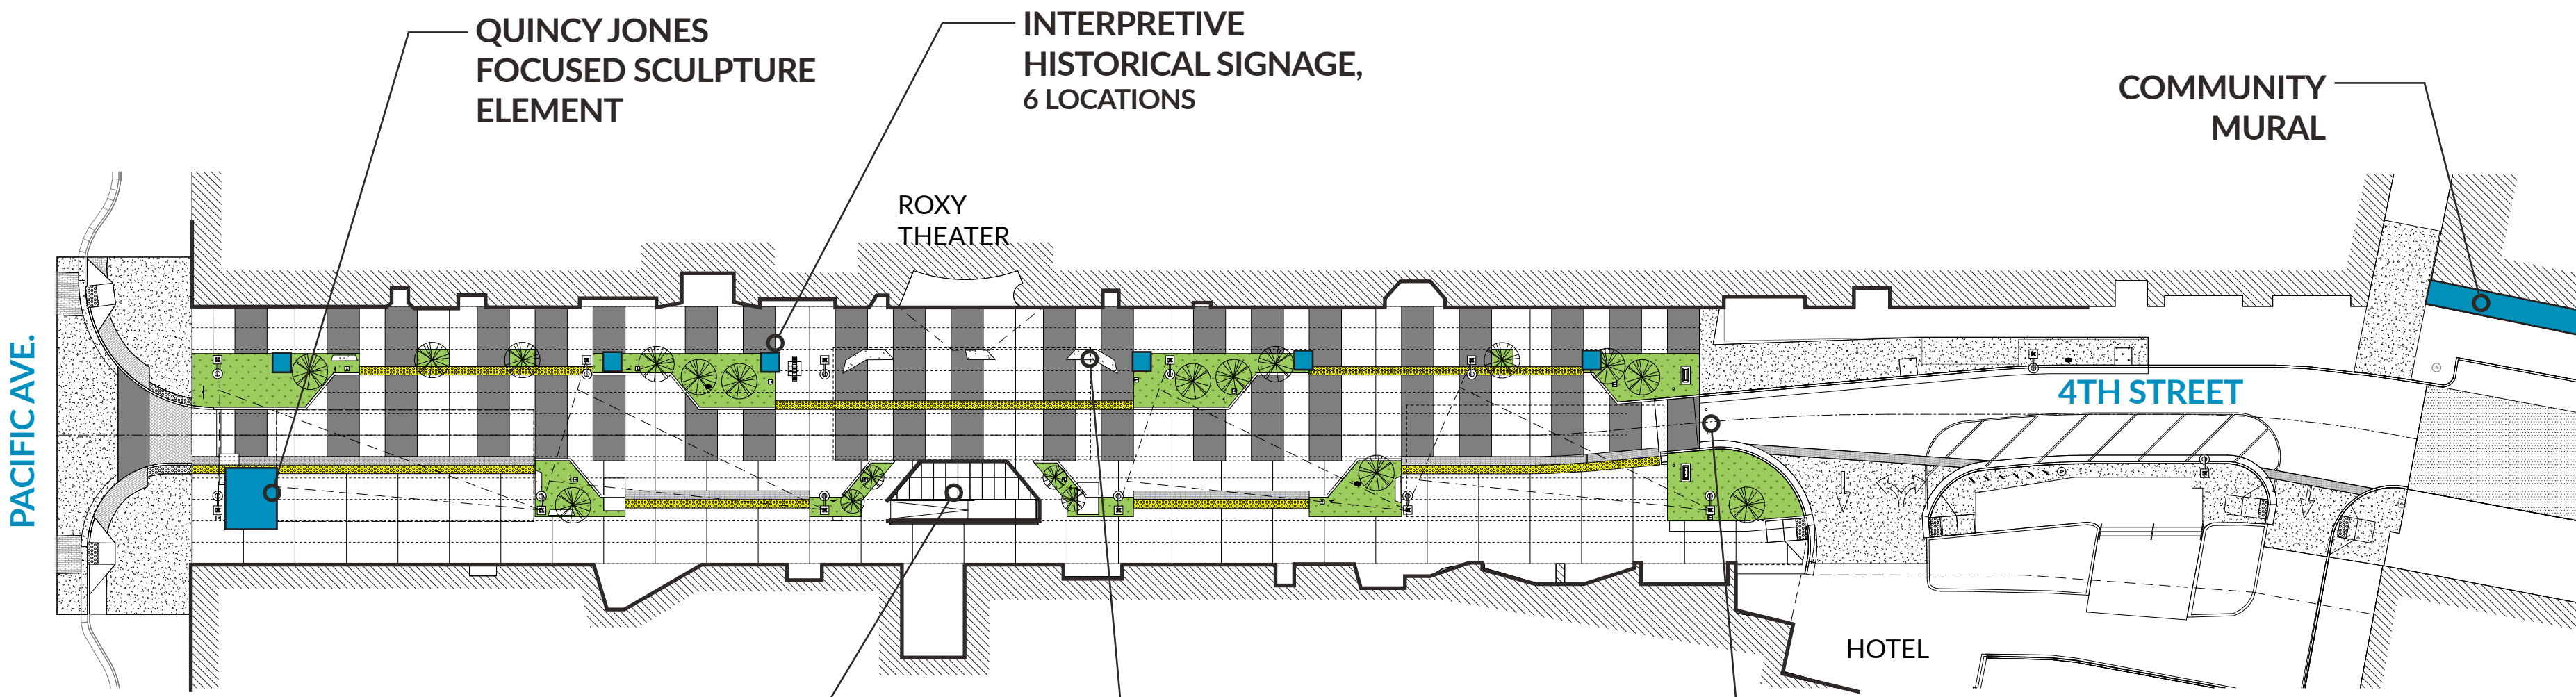 QUINCY JONES
FOCUSED SCULPTURE
ELEMENT
INTERPRETIVE
HISTORICAL SIGNAGE,
6 LOCATIONS
COMMUNITY
MURAL
ROXY
THEATER
PACIFIC AVE.
4TH STREET
HOTEL